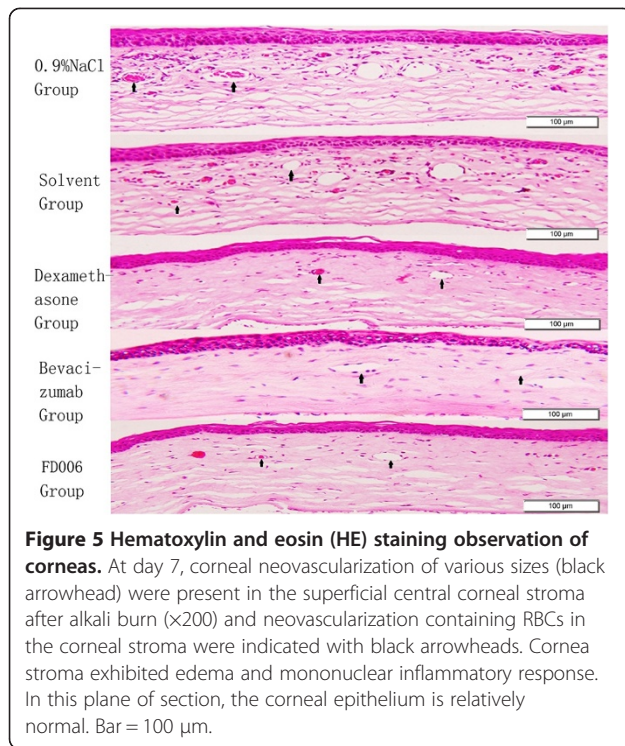 0.9%NaCl
Group
100 μm
Solvent
Group
100 μm
Dexameth-
asone
Group
100 μm
Bevaci-
zumab
Group
100 μm
FD006
Group
100 μm
Figure 5 Hematoxylin and eosin (HE) staining observation of
corneas. At day 7, corneal neovascularization of various sizes (black
arrowhead) were present in the superficial central corneal stroma
after alkali burn (×200) and neovascularization containing RBCs in
the corneal stroma were indicated with black arrowheads. Cornea
stroma exhibited edema and mononuclear inflammatory response.
In this plane of section, the corneal epithelium is relatively
normal. Bar = 100 μm.